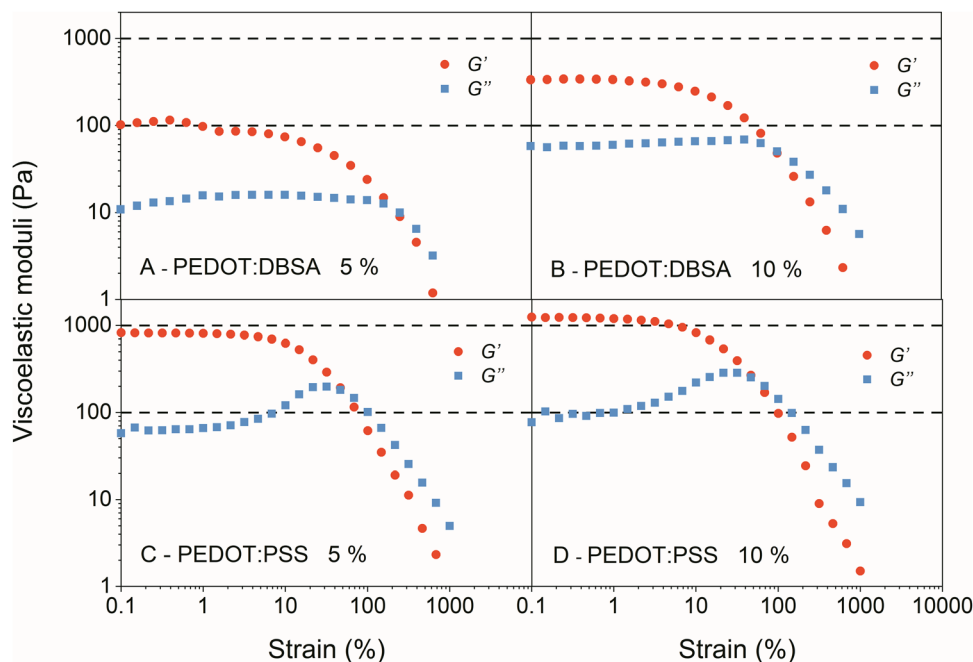 Viscoelastic moduli (Pa)
1000
100
10
1
G’
G’’
A - PEDOT:DBSA 5 %
G’
G’’
B - PEDOT:DBSA 10 %
1000
100
10
1
G’
G’’
C - PEDOT:PSS 5 %
G’
G’’
D - PEDOT:PSS 10 %
0.1 1 10 100 1000
0.1 1 10 100 1000 10000
Strain (%) Strain (%)